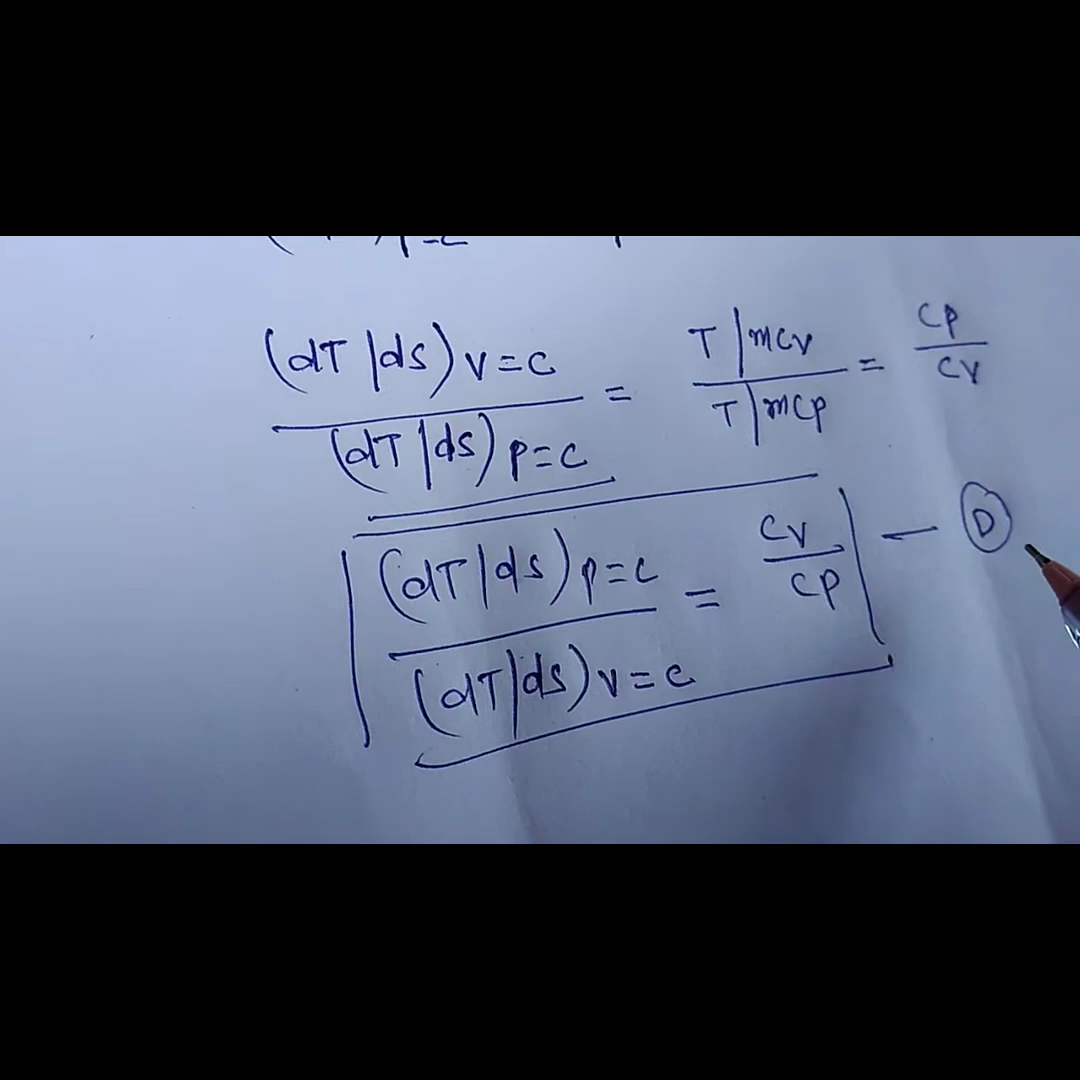 (dT/ds)v=c / (dT/ds)p=c = T/mcv / T/mcp = cp/cv
(dT/ds)p=c / (dT/ds)v=c = cv/cp — D